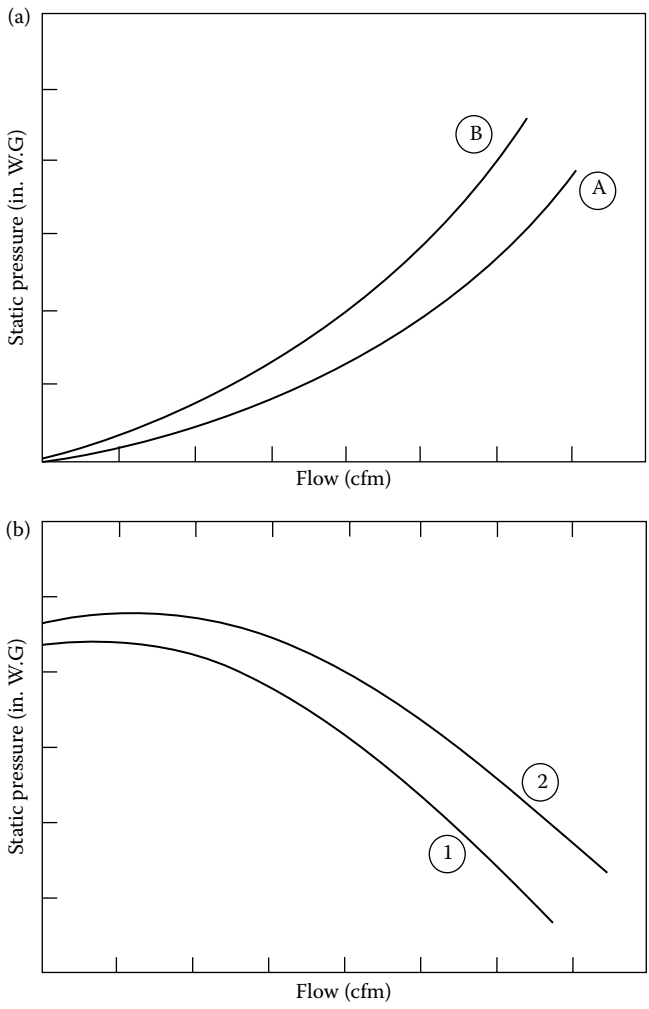 (a)
Static pressure (in. W.G)
B
A
Flow (cfm)
(b)
Static pressure (in. W.G)
2
1
Flow (cfm)